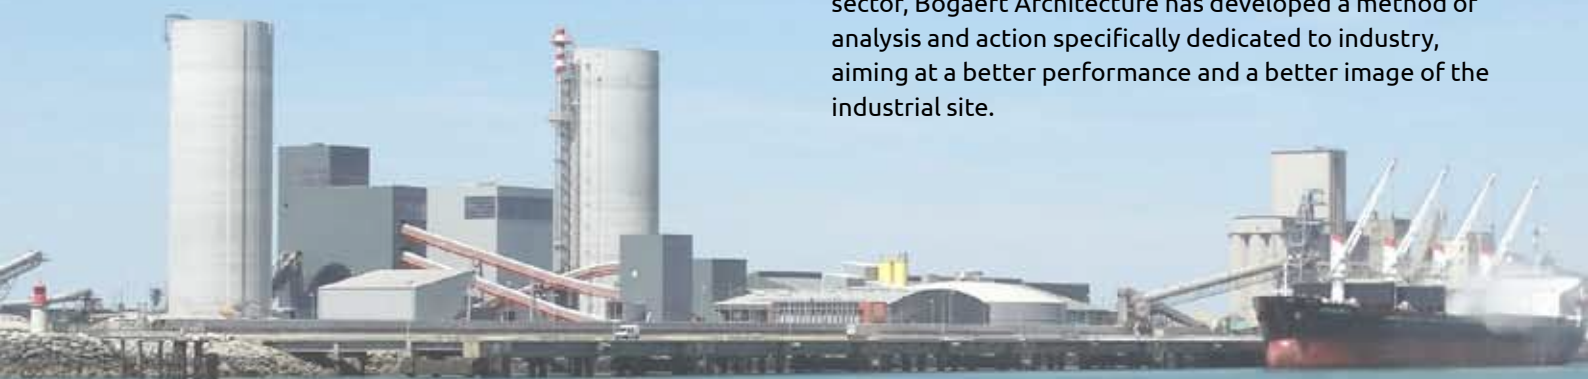 sector, Bogaert Architecture has developed a method of
analysis and action specifically dedicated to industry,
aiming at a better performance and a better image of the
industrial site.